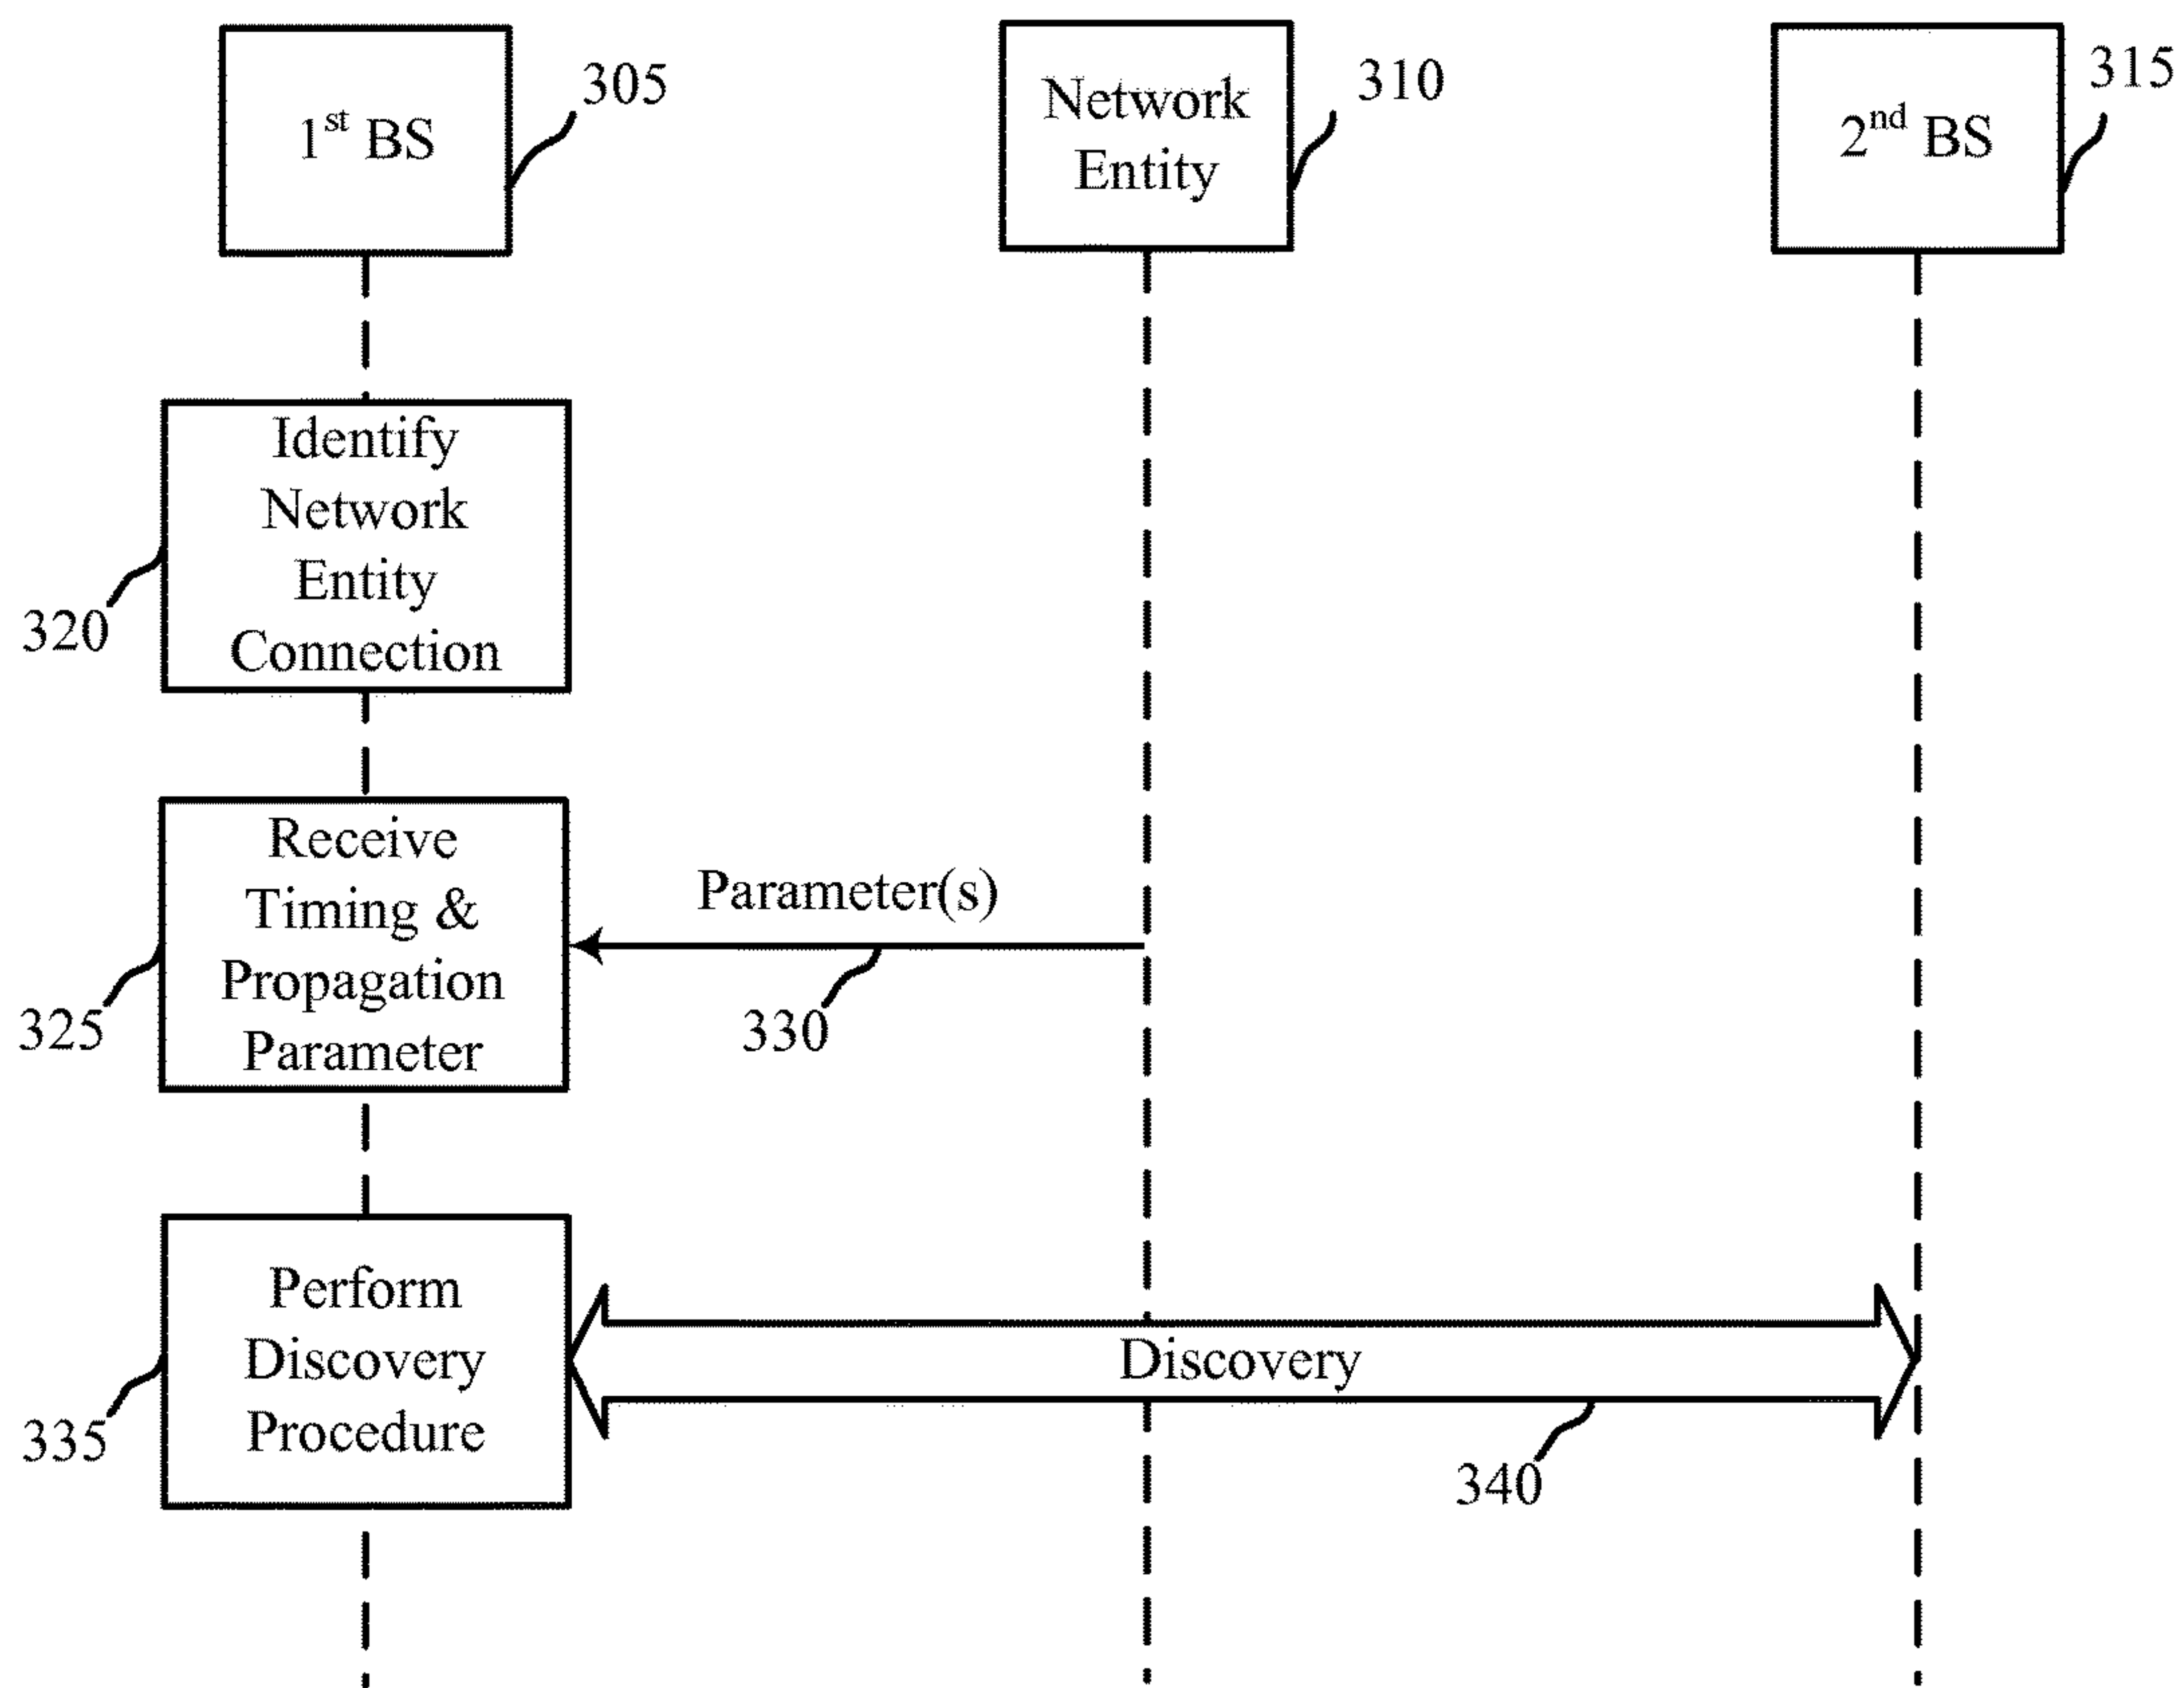 1st BS
305
Network
Entity
310
2nd BS
315
Identify
Network
Entity
Connection
320
Receive
Timing &
Propagation
Parameter
325
Parameter(s)
330
Perform
Discovery
Procedure
335
Discovery
340